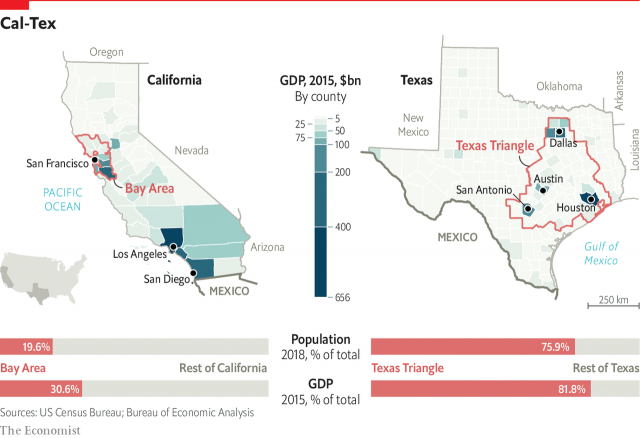 Cal-Tex
Oregon
California
Nevada
San Francisco
Bay Area
PACIFIC
OCEAN
Los Angeles
San Diego
Arizona
MEXICO
GDP, 2015, $bn
By county
5
25
50
75
100
200
400
656
Texas
Oklahoma
Arkansas
New
Mexico
Louisiana
Texas Triangle
Dallas
Austin
San Antonio
Houston
MEXICO
Gulf of
Mexico
250 km
Population
2018, % of total
19.6%
75.9%
Bay Area
Rest of California
Texas Triangle
Rest of Texas
GDP
2015, % of total
30.6%
81.8%
Sources: US Census Bureau; Bureau of Economic Analysis
The Economist